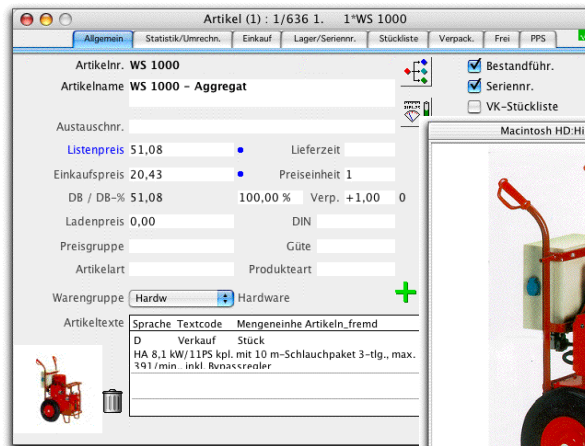 Artikel (1) : 1/636 1. 1*WS 1000
Allgemein Statistik/Umrechn. Einkauf Lager/Seriennr. Stückliste Verpack. Frei PPS
Artikelnr. WS 1000
Bestandführ.
Artikelname WS 1000 - Aggregat
Seriennr.
VK-Stückliste
Austauschnr.
Macintosh HD:Hi
Listenpreis 51,08 Lieferzeit
Einkaufspreis 20,43 Preiseinheit 1
DB / DB-% 51,08 100,00 % Verp. +1,00 0
Ladenpreis 0,00 DIN
Preisgruppe Güte
Artikelart Produkteart
Warengruppe Hardw Hardware
Artikeltexte Sprache Textcode Mengeneinhe Artikeln_fremd
D Verkauf Stück
HA 8,1 kW/11PS kpl. mit 10 m-Schlauchpaket 3-tlg., max.
39l/min., inkl. Bypassregler